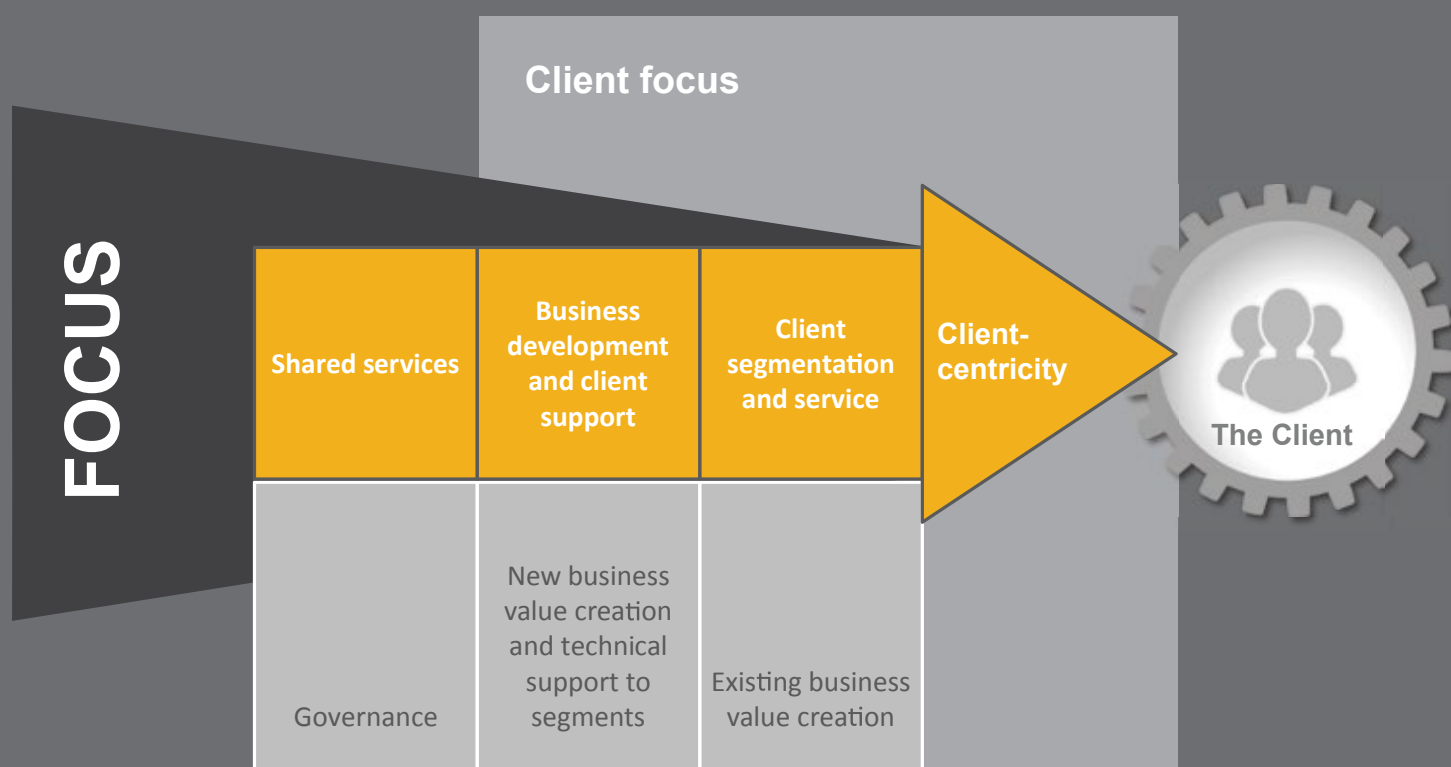 Client focus
FOCUS
Shared services
Business
development
and client
support
Client
segmentation
and service
Client-
centricity
The Client
Governance
New business
value creation
and technical
support to
segments
Existing business
value creation